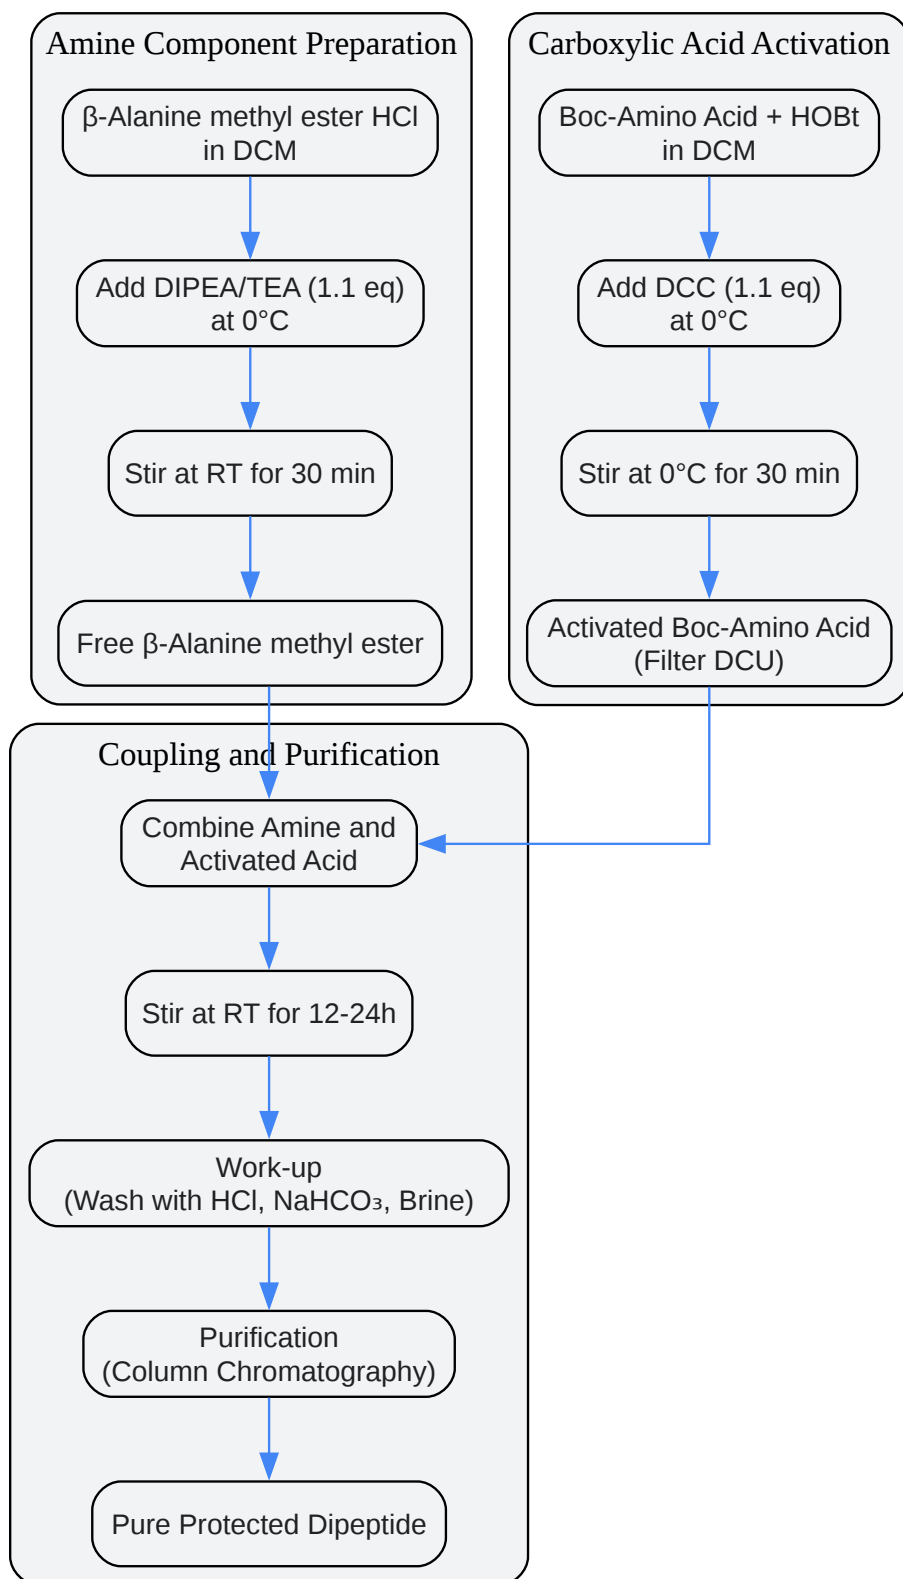 Amine Component Preparation
β-Alanine methyl ester HCl
in DCM
Add DIPEA/TEA (1.1 eq)
at 0°C
Stir at RT for 30 min
Free β-Alanine methyl ester
Carboxylic Acid Activation
Boc-Amino Acid + HOBt
in DCM
Add DCC (1.1 eq)
at 0°C
Stir at 0°C for 30 min
Activated Boc-Amino Acid
(Filter DCU)
Coupling and Purification
Combine Amine and
Activated Acid
Stir at RT for 12-24h
Work-up
(Wash with HCl, NaHCO₃, Brine)
Purification
(Column Chromatography)
Pure Protected Dipeptide